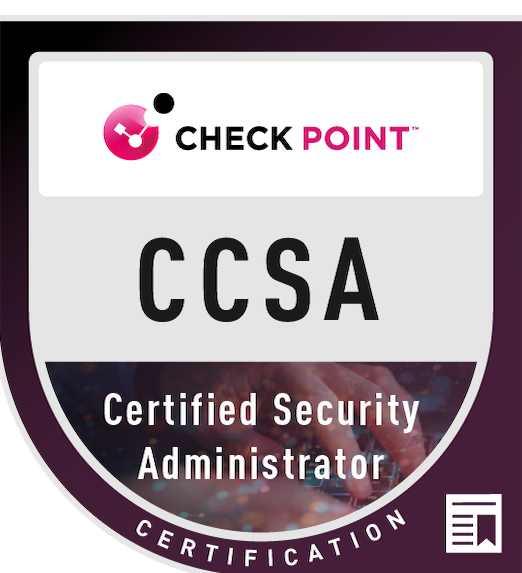 CHECK POINT™
CCSA
Certified Security
Administrator
CERTIFICATION